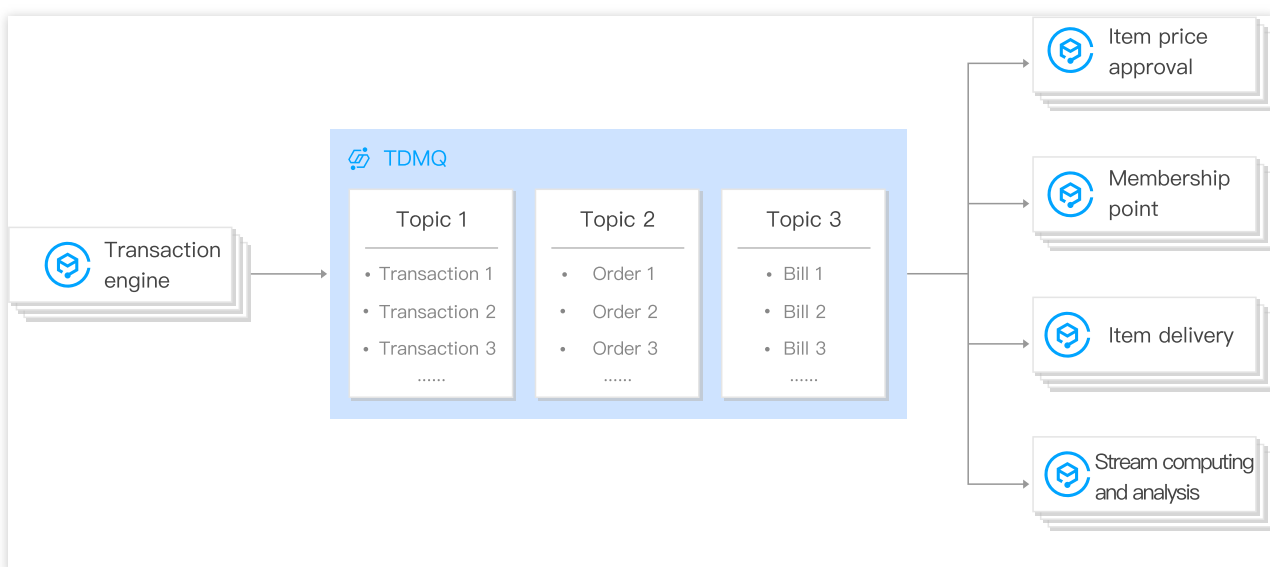 Transaction
engine
TDMQ
Topic 1
• Transaction 1
• Transaction 2
• Transaction 3
......
Topic 2
• Order 1
• Order 2
• Order 3
......
Topic 3
• Bill 1
• Bill 2
• Bill 3
......
Item price
approval
Membership
point
Item delivery
Stream computing
and analysis